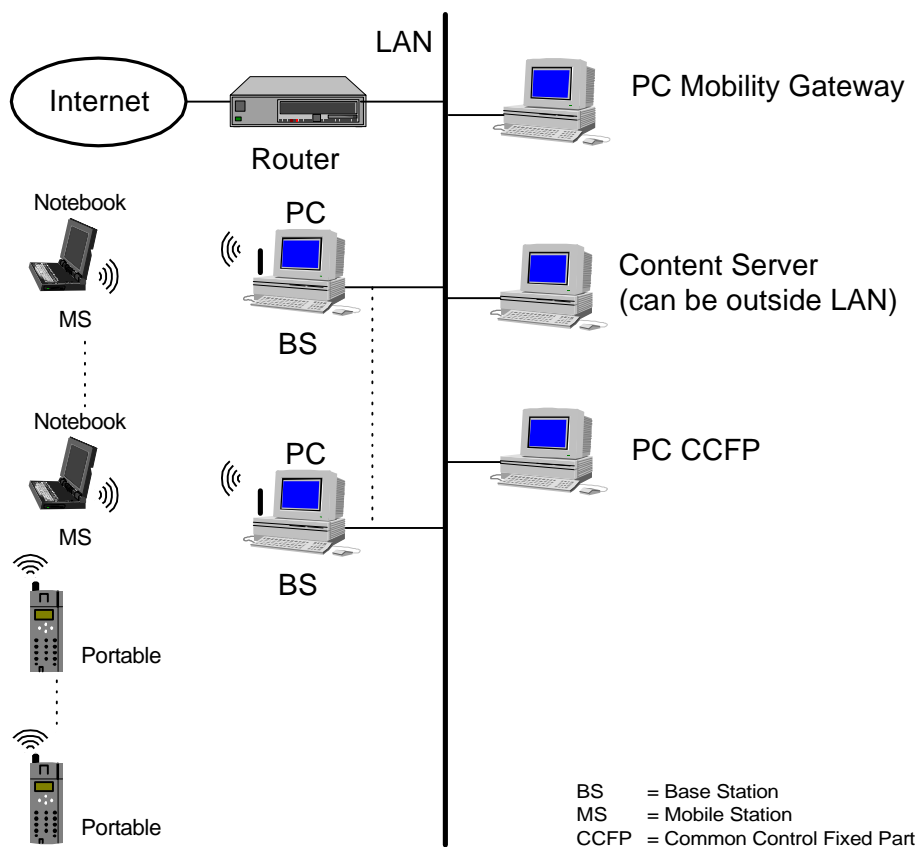 LAN
Internet
Router
PC Mobility Gateway
Notebook
MS
PC
BS
Content Server
(can be outside LAN)
Notebook
MS
PC
BS
PC CCFP
Portable
Portable
BS = Base Station
MS = Mobile Station
CCFP = Common Control Fixed Part